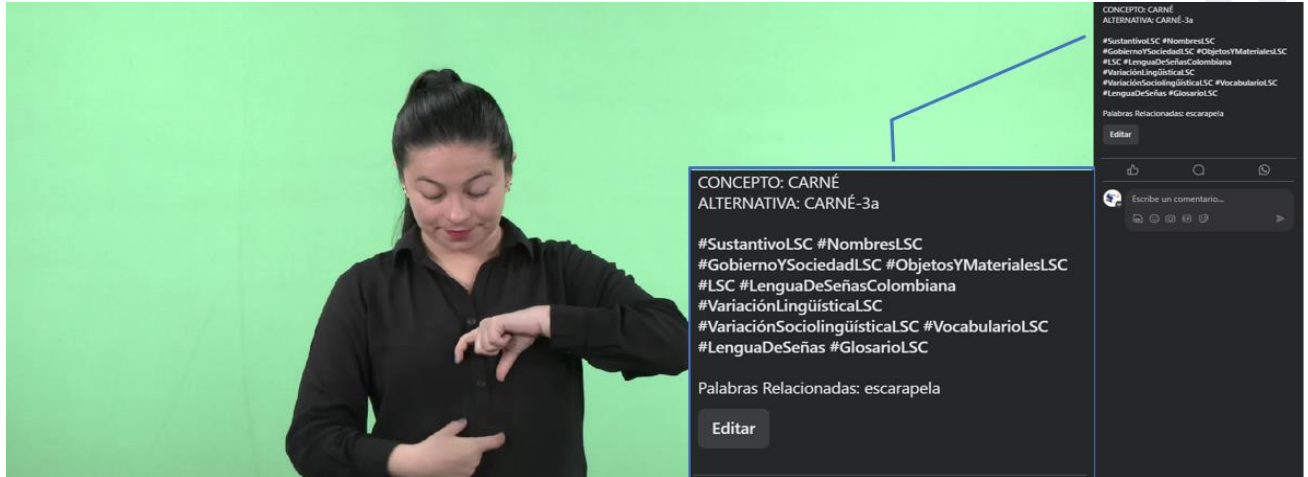 CONCEPTO: CARNÉ
ALTERNATIVA: CARNÉ-3a
#SustantivoLSC #NombresLSC
#GobiernoYSociedadLSC #ObjetosYMaterialesLSC
#LSC #LenguaDeSeñasColombiana
#VariaciónLingüísticaLSC
#VariaciónSociolingüísticaLSC #VocabularioLSC
#LenguaDeSeñas #GlosarioLSC
Palabras Relacionadas: escarapela
Editar
CONCEPTO: CARNÉ
ALTERNATIVA: CARNÉ-3a
#SustantivoLSC #NombresLSC
#GobiernoYSociedadLSC #ObjetosYMaterialesLSC
#LSC #LenguaDeSeñasColombiana
#VariaciónLingüísticaLSC
#VariaciónSociolingüísticaLSC #VocabularioLSC
#LenguaDeSeñas #GlosarioLSC
Palabras Relacionadas: escarapela
Editar
Escribe un comentario...